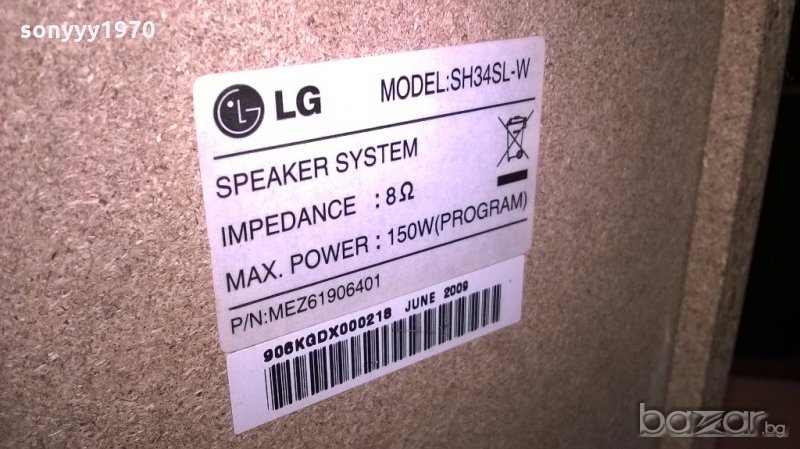 sonyyy1970
LG MODEL:SH34SL-W
SPEAKER SYSTEM
IMPEDANCE : 8Ω
MAX. POWER : 150W(PROGRAM)
P/N:MEZ61906401
906KGDX000218 JUNE 2009
bazar.bg